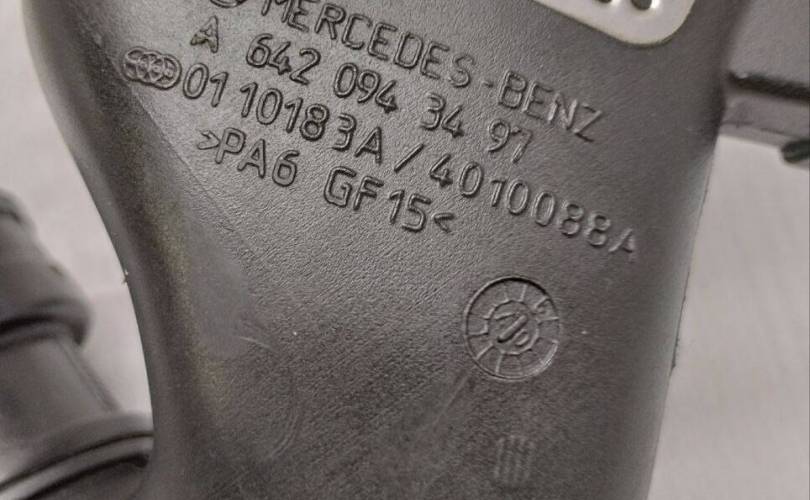 MERCEDES-BENZ
A 642 094 34 97
01 10183A/4010088A
>PA6 GF15<